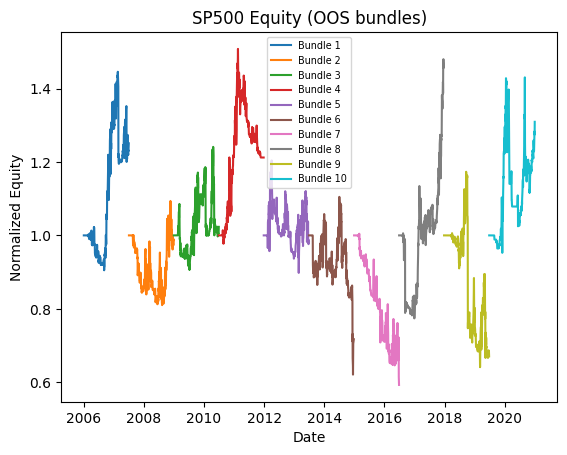 SP500 Equity (OOS bundles)
Bundle 1
Bundle 2
Bundle 3
Bundle 4
Bundle 5
Bundle 6
Bundle 7
Bundle 8
Bundle 9
Bundle 10
Normalized Equity
1.4
1.2
1.0
0.8
0.6
2006 2008 2010 2012 2014 2016 2018 2020
Date